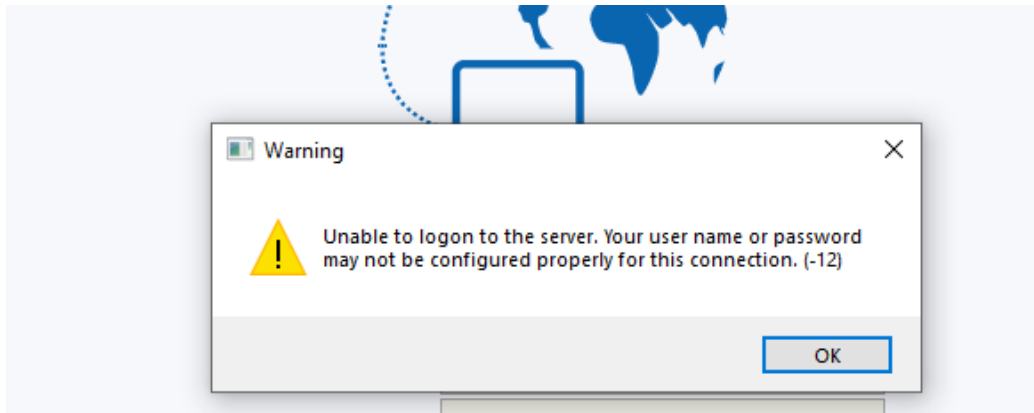 Warning
Unable to logon to the server. Your user name or password
may not be configured properly for this connection. (-12)
OK